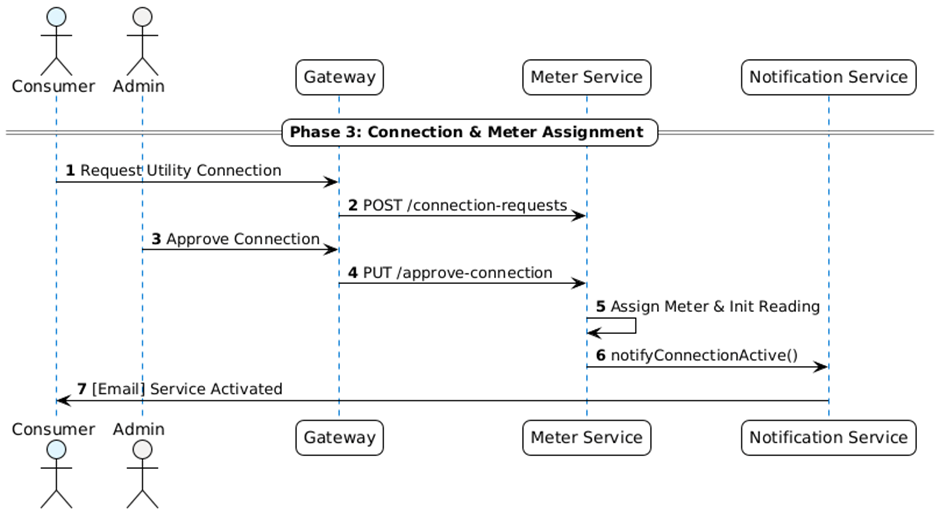 Consumer Admin Gateway Meter Service Notification Service
Phase 3: Connection & Meter Assignment
1 Request Utility Connection
2 POST /connection-requests
3 Approve Connection
4 PUT /approve-connection
5 Assign Meter & Init Reading
6 notifyConnectionActive()
7 [Email] Service Activated
Consumer Admin Gateway Meter Service Notification Service